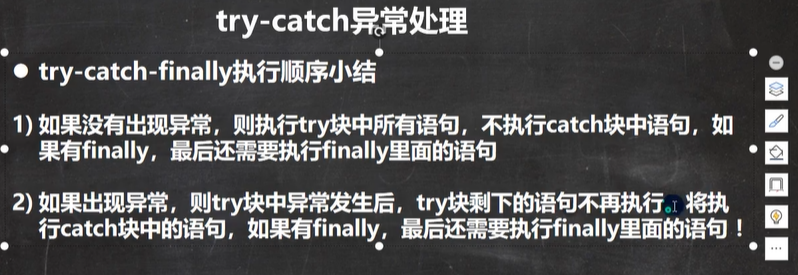 try-catch异常处理
● try-catch-finally执行顺序小结
1) 如果没有出现异常，则执行try块中所有语句，不执行catch块中语句，如
果有finally，最后还需要执行finally里面的语句
2) 如果出现异常，则try块中异常发生后，try块剩下的语句不再执行。将执
行catch块中的语句，如果有finally，最后还需要执行finally里面的语句！